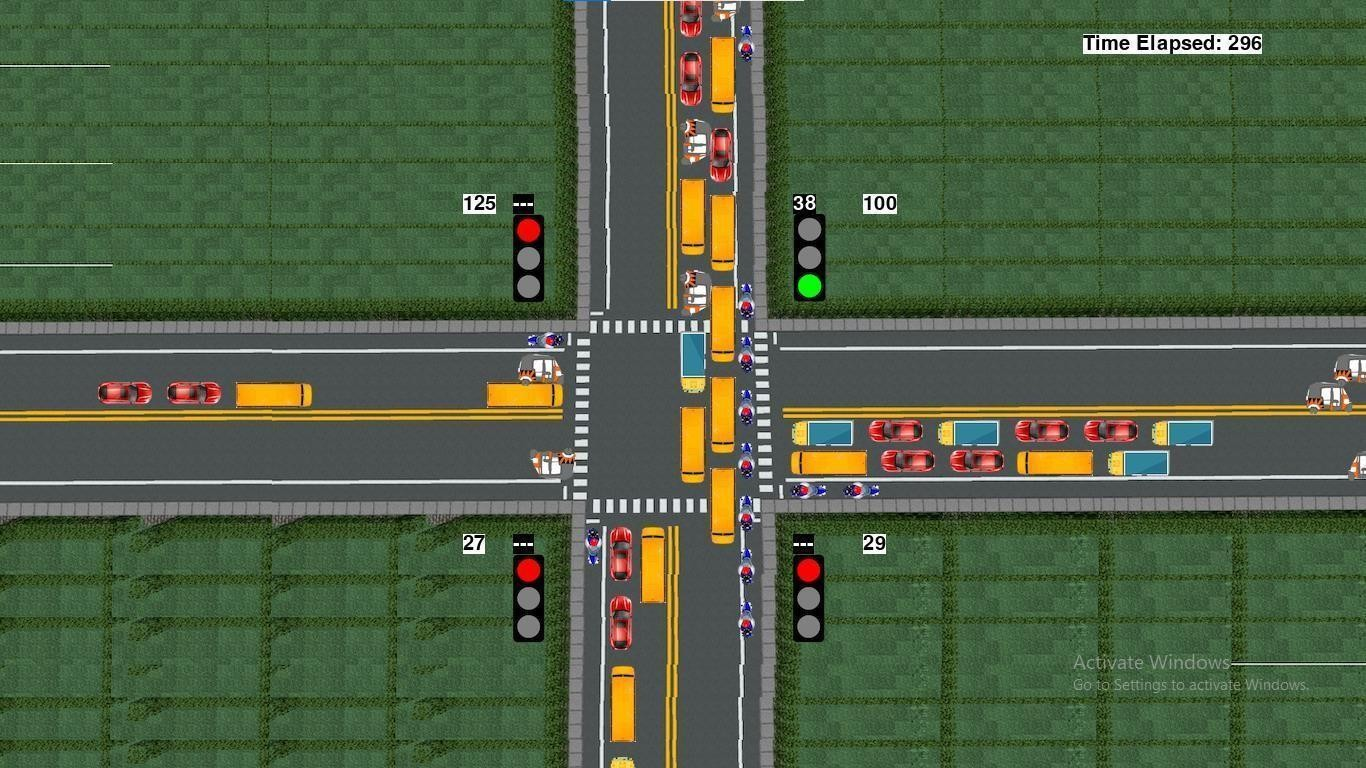 Time Elapsed: 296
125 ---
38 100
27 ---
--- 29
Activate Windows
Go to Settings to activate Windows.